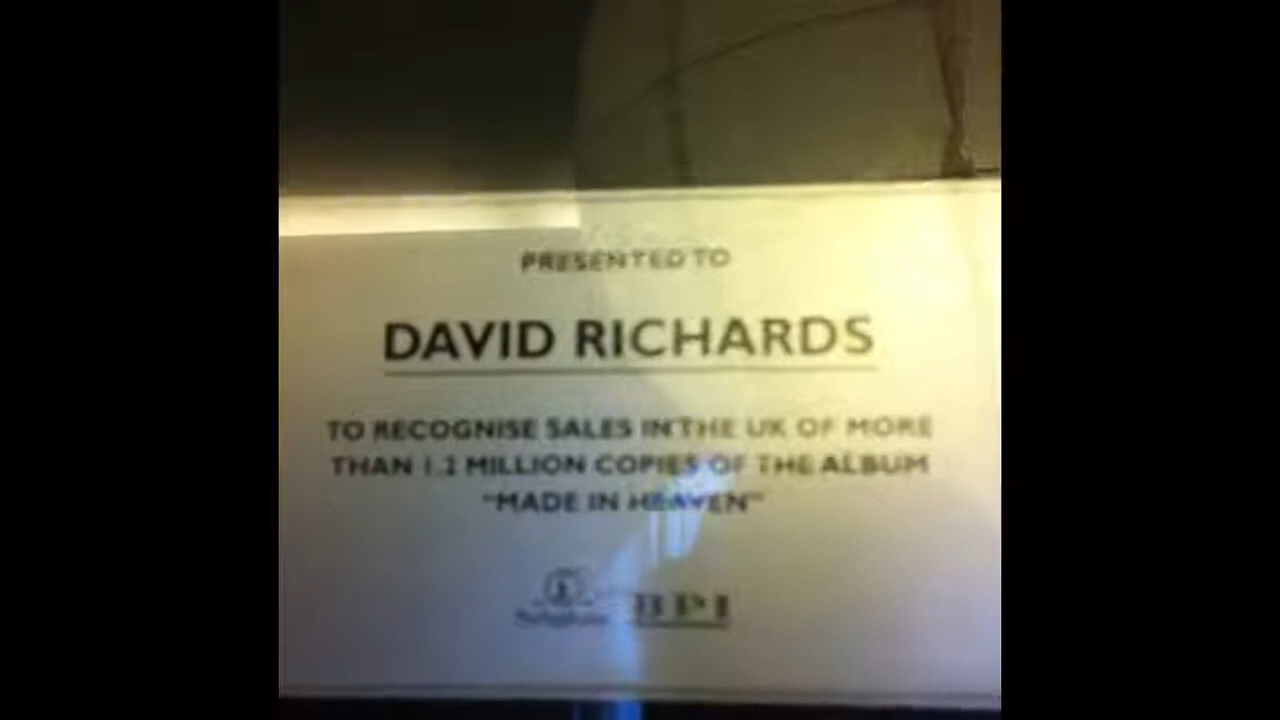 PRESENTED TO
DAVID RICHARDS
TO RECOGNISE SALES IN THE UK OF MORE
THAN 1.2 MILLION COPIES OF THE ALBUM
"MADE IN HEAVEN"
BPI